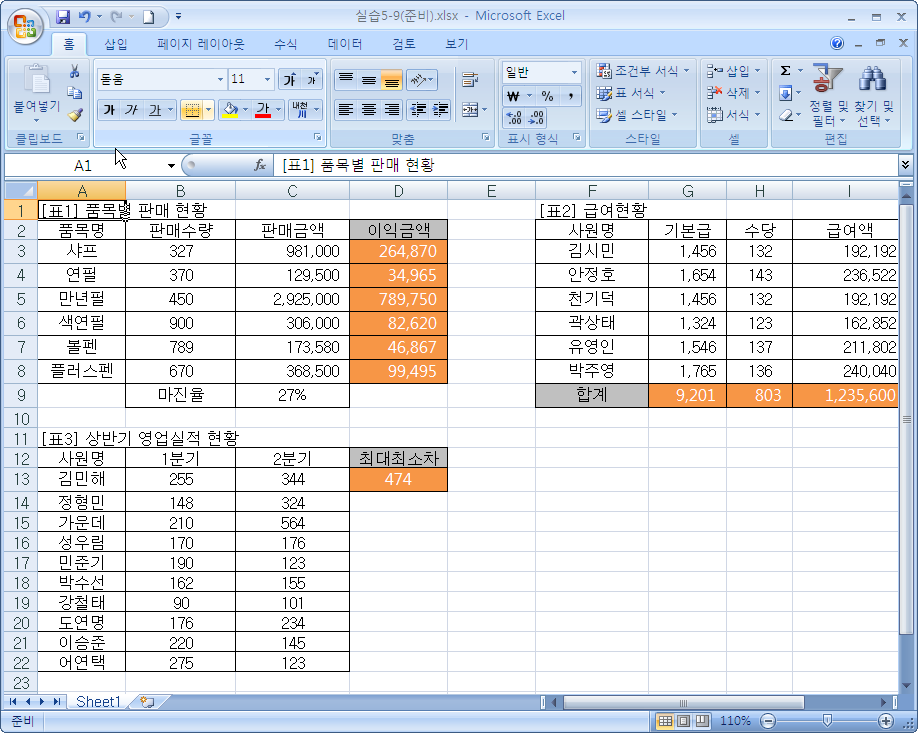 실습5-9(준비).xlsx - Microsoft Excel
홈 삽입 페이지 레이아웃 수식 데이터 검토 보기
붙여넣기 돋움 11 가 가 일반 조건부 서식 삽입 Σ
가 가 가 가 내천 川 ₩ % , 표 서식 삭제 정렬 및 필터 찾기 및 선택
.00 .00 셀 스타일 서식
클립보드 글꼴 맞춤 표시 형식 스타일 셀 편집
A1 fx [표1] 품목별 판매 현황
A B C D E F G H I
1 [표1] 품목별 판매 현황 [표2] 급여현황
2 품목명 판매수량 판매금액 이익금액 사원명 기본급 수당 급여액
3 샤프 327 981,000 264,870 김시민 1,456 132 192,192
4 연필 370 129,500 34,965 안정호 1,654 143 236,522
5 만년필 450 2,925,000 789,750 천기덕 1,456 132 192,192
6 색연필 900 306,000 82,620 곽상태 1,324 123 162,852
7 볼펜 789 173,580 46,867 유영인 1,546 137 211,802
8 플러스펜 670 368,500 99,495 박주영 1,765 136 240,040
9 마진율 27% 합계 9,201 803 1,235,600
10
11 [표3] 상반기 영업실적 현황
12 사원명 1분기 2분기 최대최소차
13 김민해 255 344 474
14 정형민 148 324
15 가운데 210 564
16 성우림 170 176
17 민준기 190 123
18 박수선 162 155
19 강철태 90 101
20 도연명 176 234
21 이승준 220 145
22 어연택 275 123
23
Sheet1
준비 110%